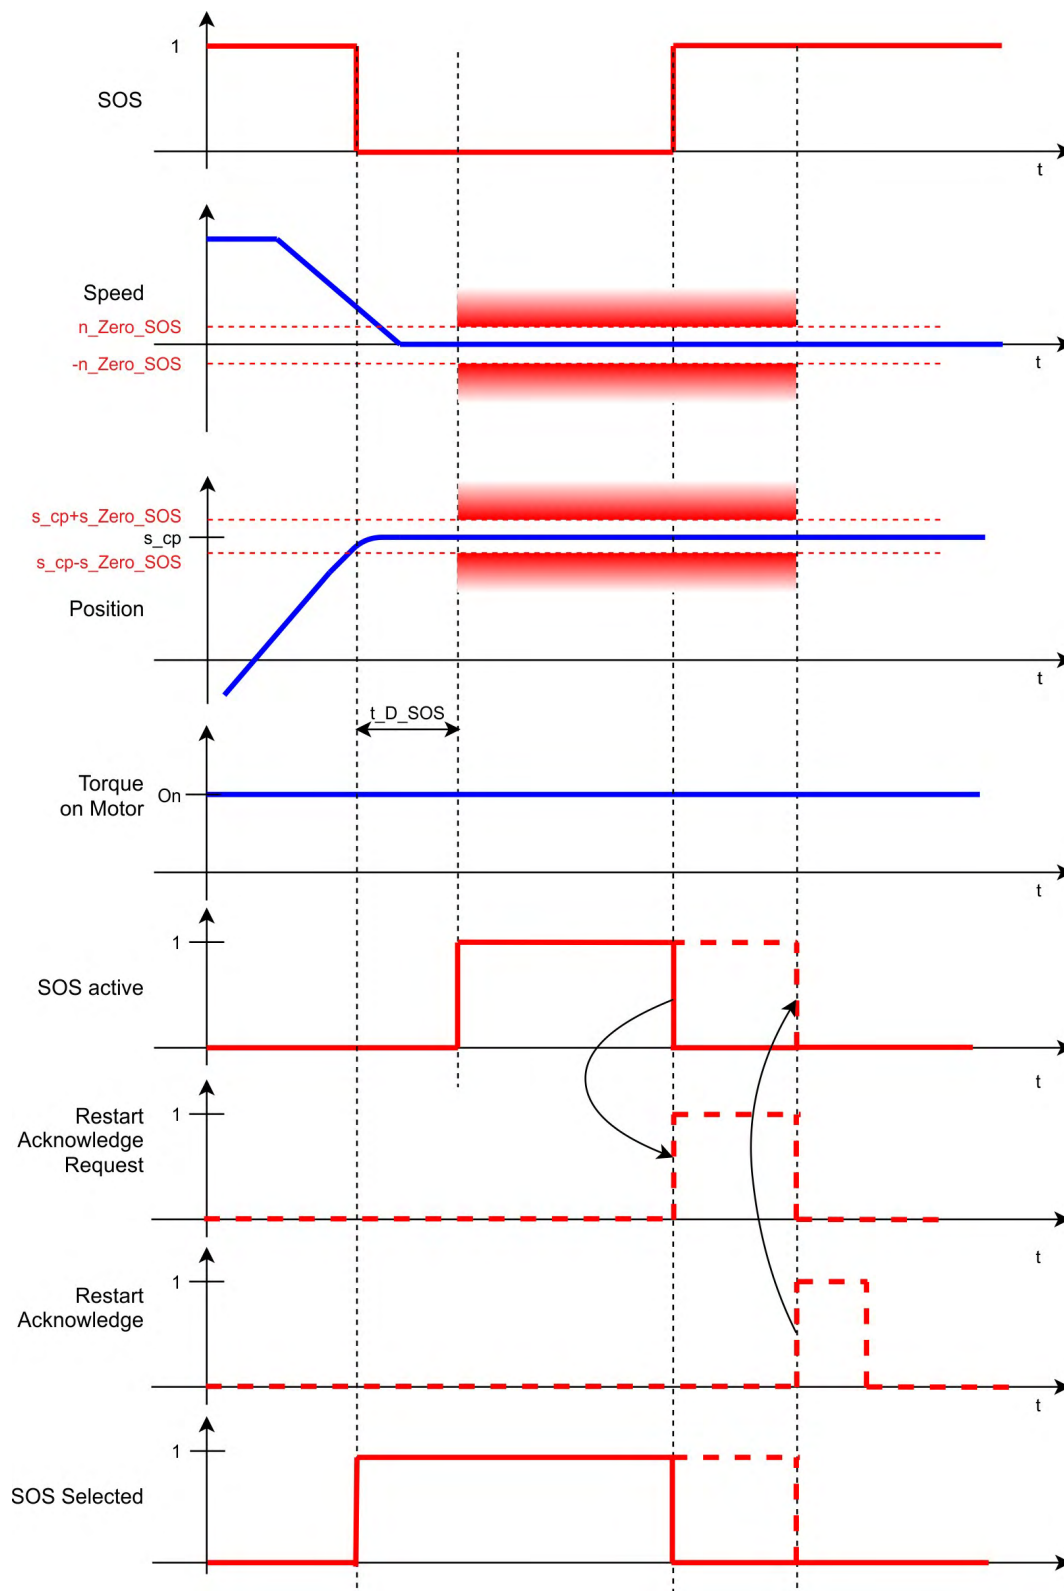 1
SOS
t
Speed
n_Zero_SOS
-n_Zero_SOS
t
s_cp+s_Zero_SOS
s_cp
s_cp-s_Zero_SOS
Position
t
t_D_SOS
Torque
on Motor
On
t
1
SOS active
t
Restart
Acknowledge
Request
1
t
1
Restart
Acknowledge
t
1
SOS Selected